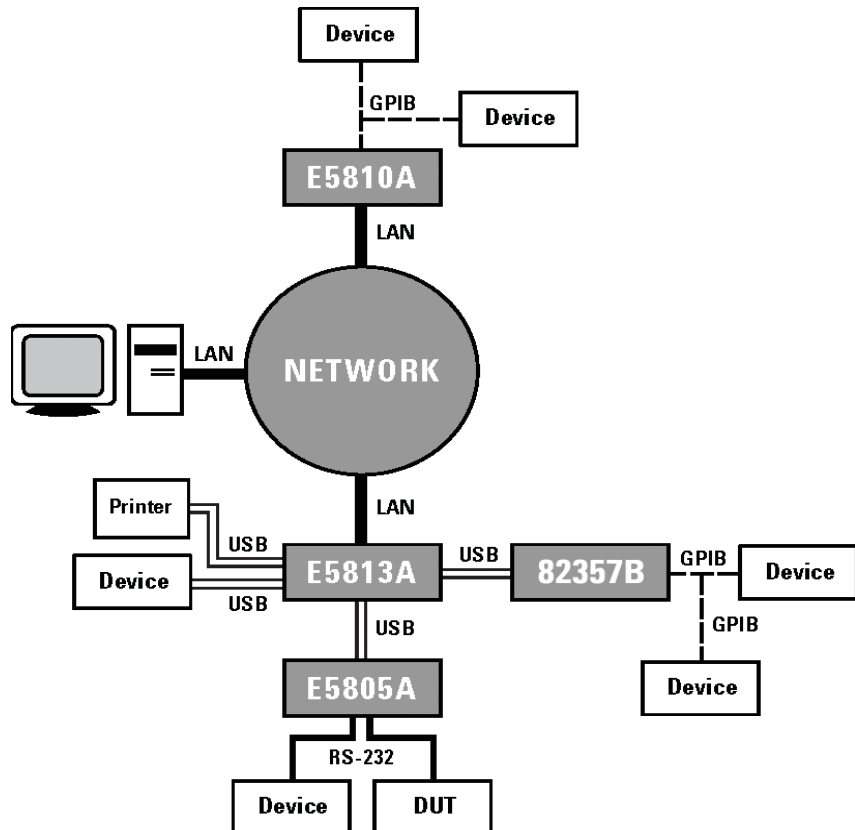 Device
GPIB
Device
E5810A
LAN
LAN
NETWORK
LAN
Printer
USB
E5813A
USB
82357B
GPIB
Device
Device
USB
USB
GPIB
E5805A
Device
RS-232
Device
DUT